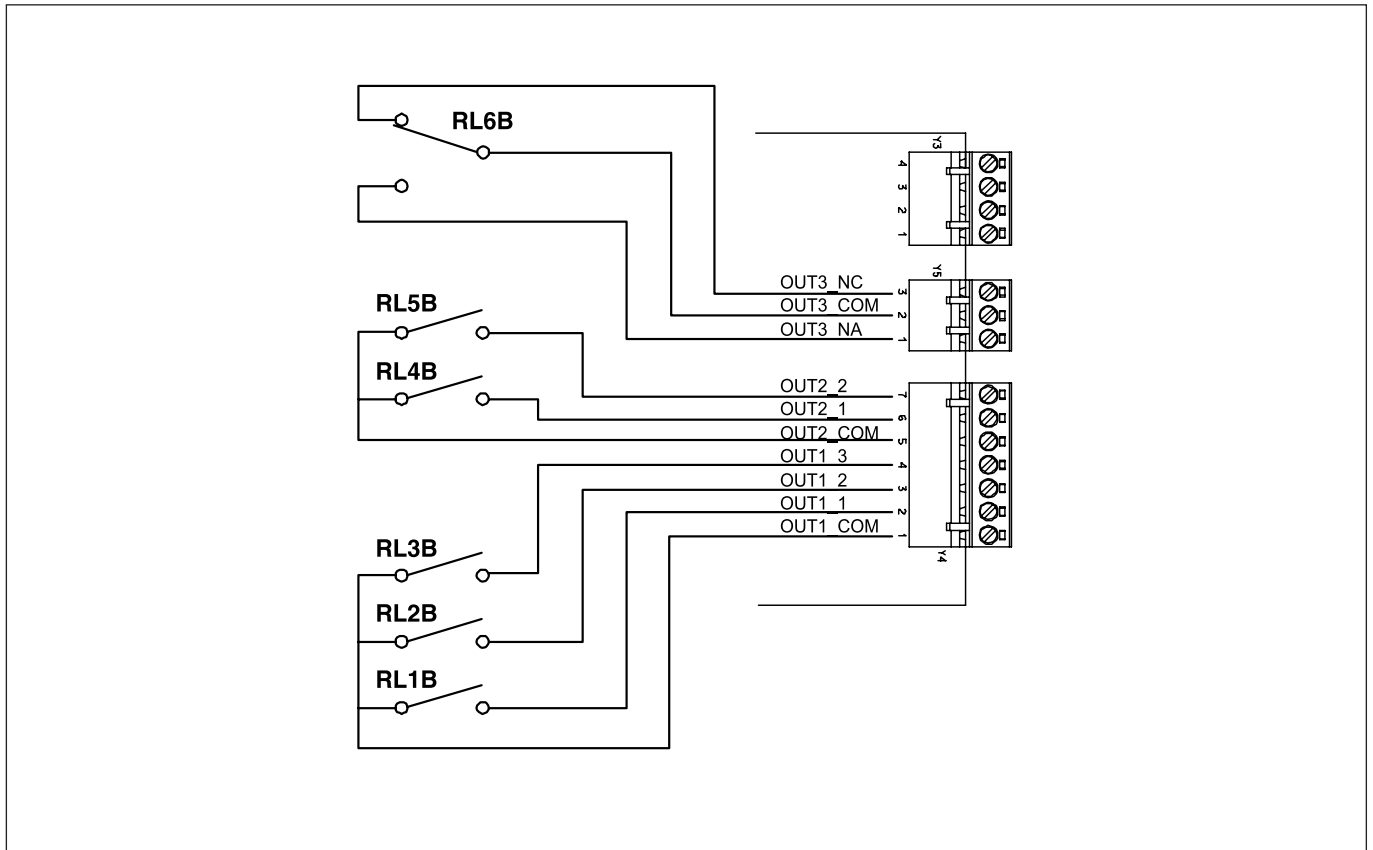 RL6B
Y3
4
3
2
1
Y5
OUT3_NC
3
OUT3_COM
2
OUT3_NA
1
RL5B
RL4B
OUT2_2
7
OUT2_1
6
OUT2_COM
5
OUT1_3
4
OUT1_2
3
OUT1_1
2
OUT1_COM
1
Y4
RL3B
RL2B
RL1B